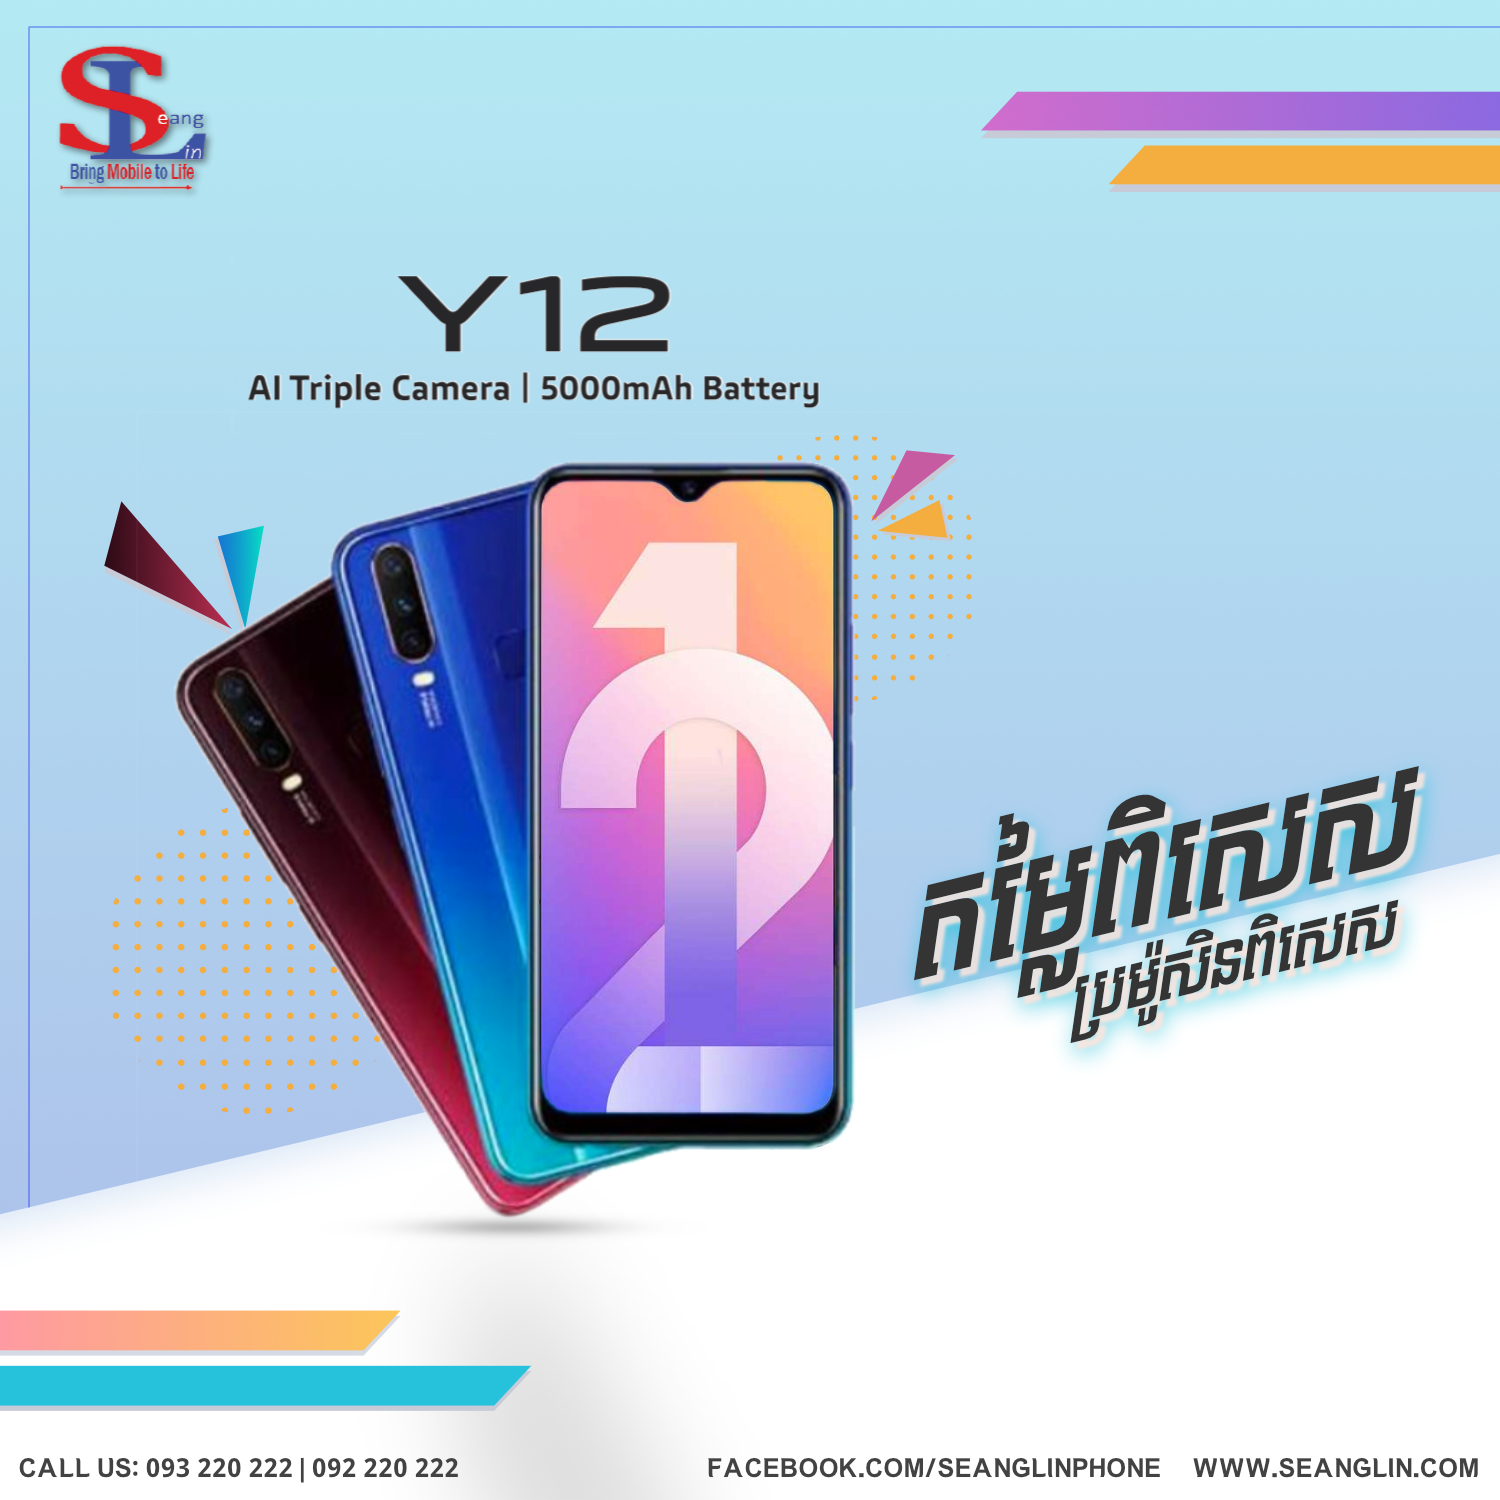 SL
eang
in
Bring Mobile to Life
Y12
AI Triple Camera | 5000mAh Battery
កម្លៃពិសេស
ប្រម៉ូសិនពិសេស
CALL US: 093 220 222 | 092 220 222
FACEBOOK.COM/SEANGLINPHONE
WWW.SEANGLIN.COM